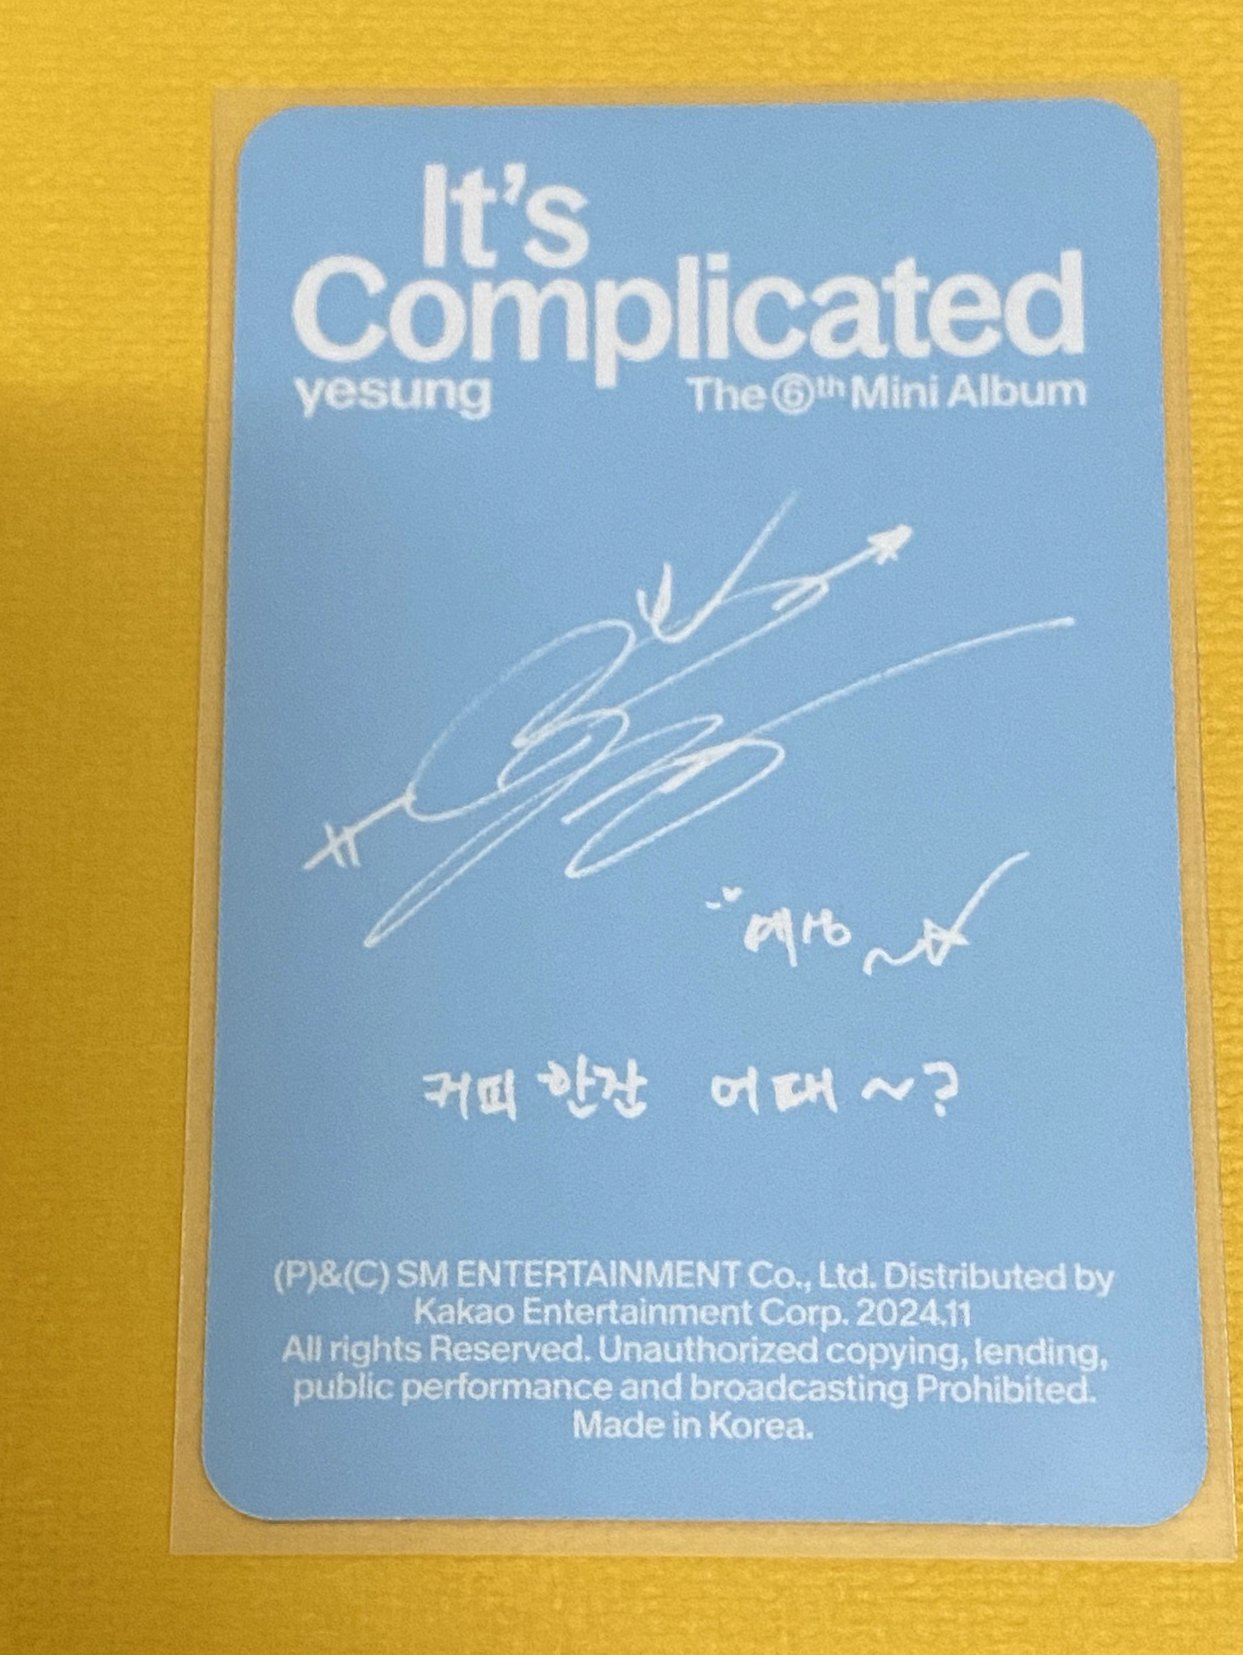 It's
Complicated
yesung The ⑥th Mini Album
예성 ~
커피 한잔 어때 ~?
(P)&(C) SM ENTERTAINMENT Co., Ltd. Distributed by
Kakao Entertainment Corp. 2024.11
All rights Reserved. Unauthorized copying, lending,
public performance and broadcasting Prohibited.
Made in Korea.